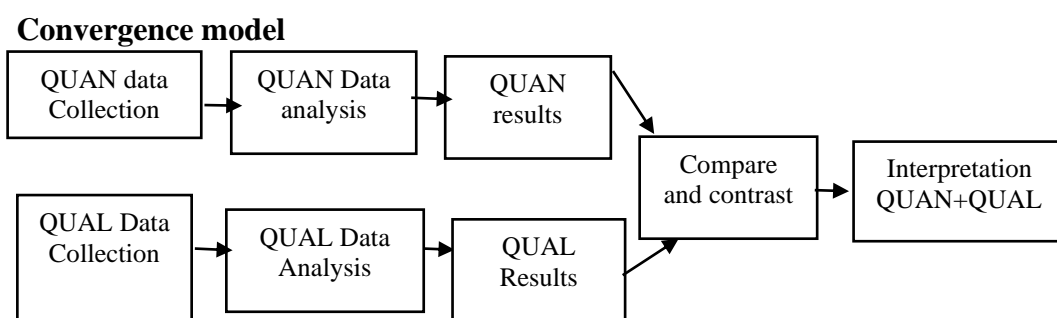 Convergence model
QUAN data
Collection
QUAN Data
analysis
QUAN
results
Compare
and contrast
Interpretation
QUAN+QUAL
QUAL Data
Collection
QUAL Data
Analysis
QUAL
Results